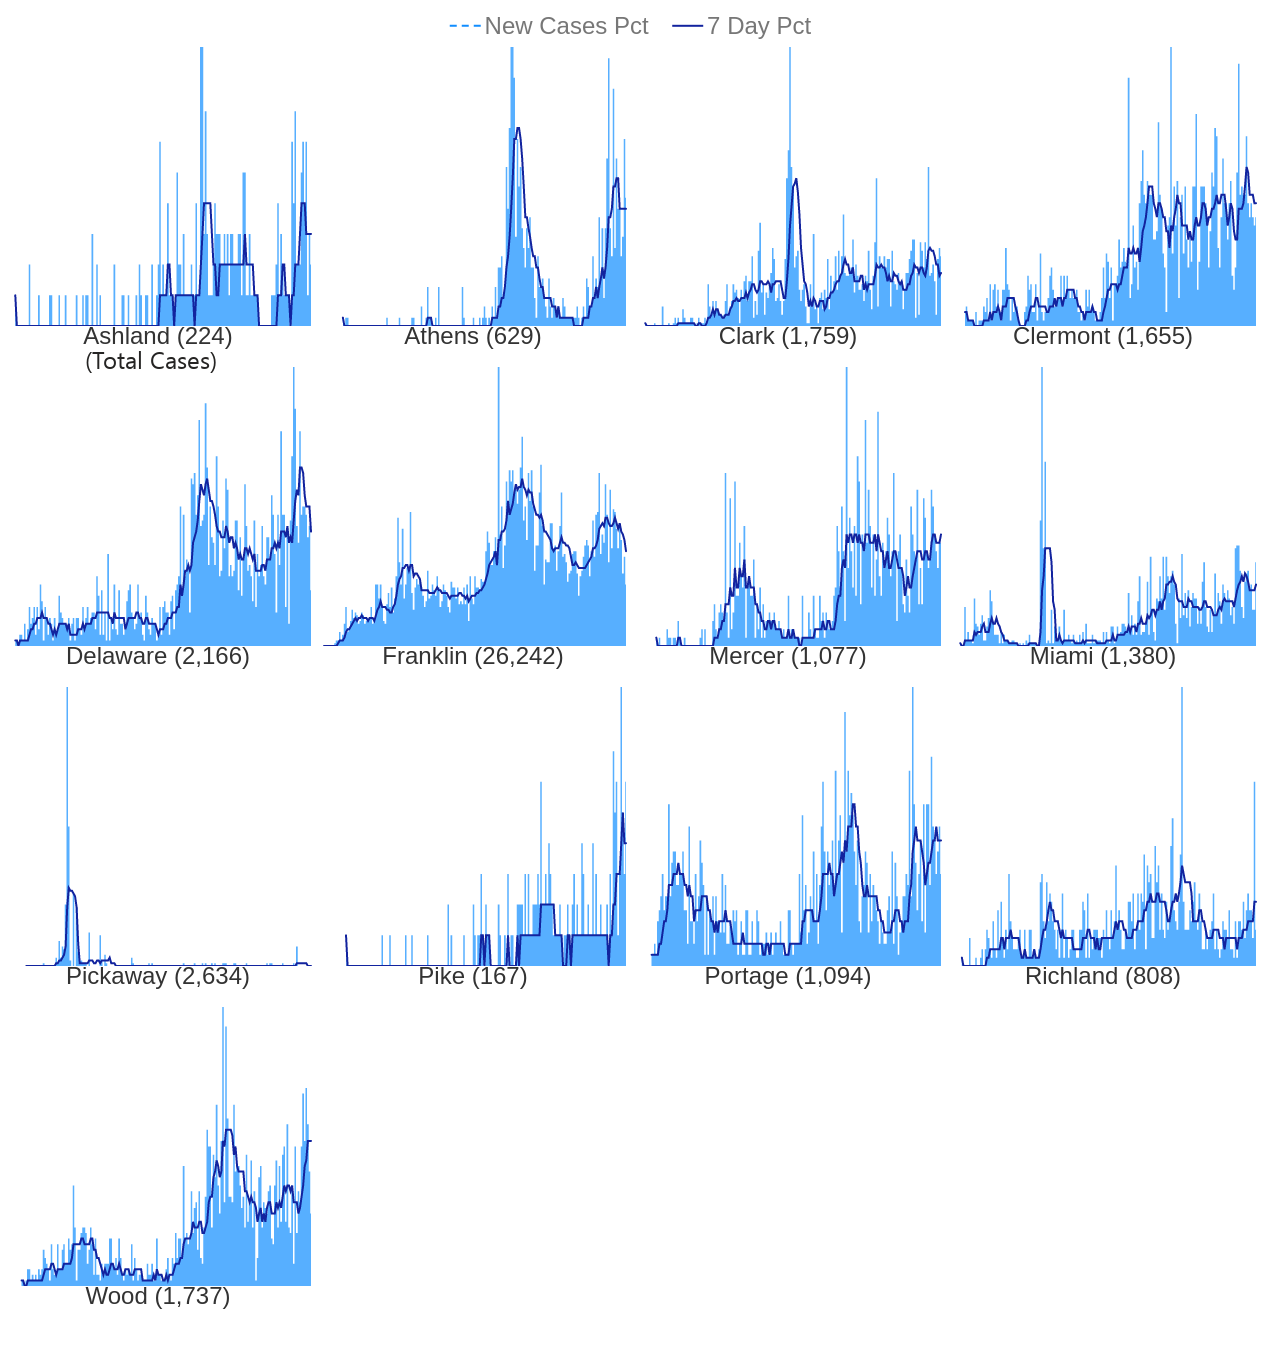 New Cases Pct 7 Day Pct
Ashland (224) Athens (629) Clark (1,759) Clermont (1,655)
(Total Cases)
Delaware (2,166) Franklin (26,242) Mercer (1,077) Miami (1,380)
Pickaway (2,634) Pike (167) Portage (1,094) Richland (808)
Wood (1,737)